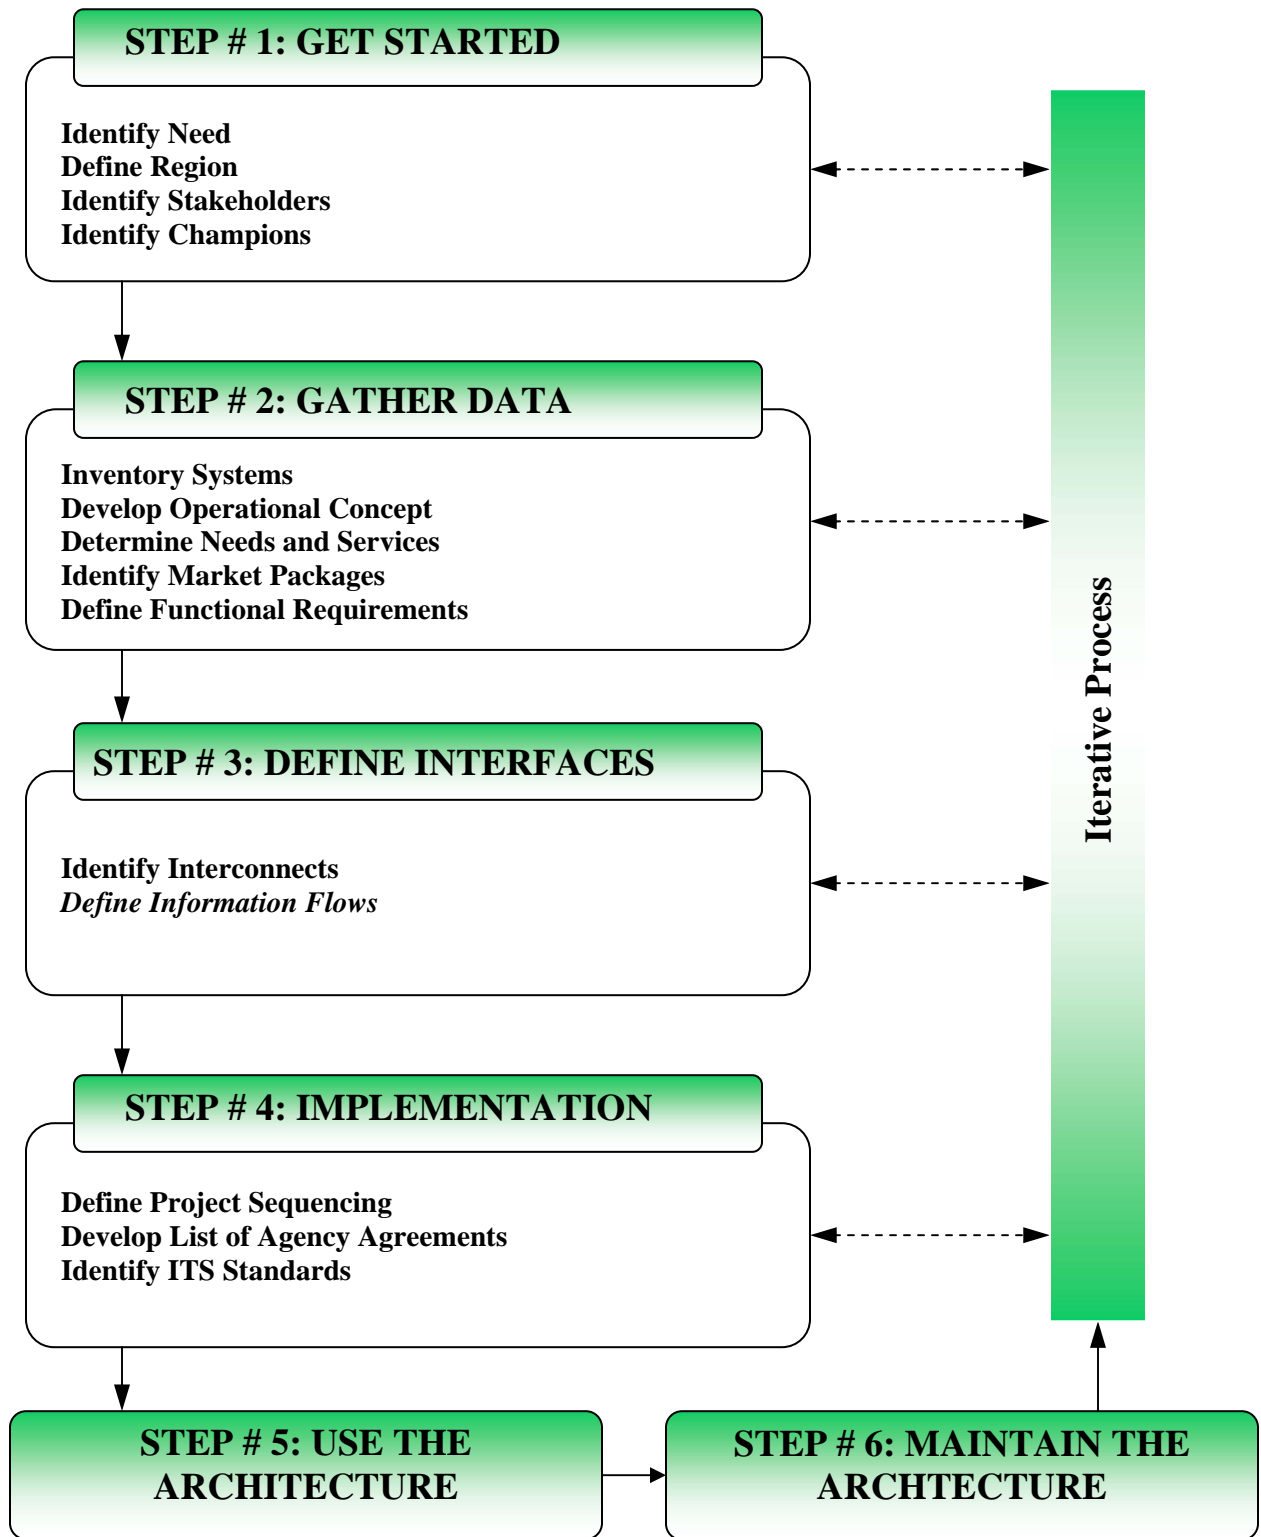 STEP # 1: GET STARTED
Identify Need
Define Region
Identify Stakeholders
Identify Champions
STEP # 2: GATHER DATA
Inventory Systems
Develop Operational Concept
Determine Needs and Services
Identify Market Packages
Define Functional Requirements
Iterative Process
STEP # 3: DEFINE INTERFACES
Identify Interconnects
Define Information Flows
STEP # 4: IMPLEMENTATION
Define Project Sequencing
Develop List of Agency Agreements
Identify ITS Standards
STEP # 5: USE THE
ARCHITECTURE
STEP # 6: MAINTAIN THE
ARCHTECTURE